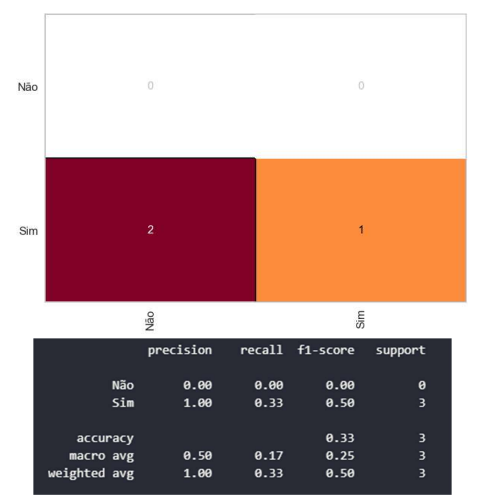 Não 0 0
Sim 2 1
Não Sim
precision recall f1-score support
Não 0.00 0.00 0.00 0
Sim 1.00 0.33 0.50 3
accuracy 0.33 3
macro avg 0.50 0.17 0.25 3
weighted avg 1.00 0.33 0.50 3